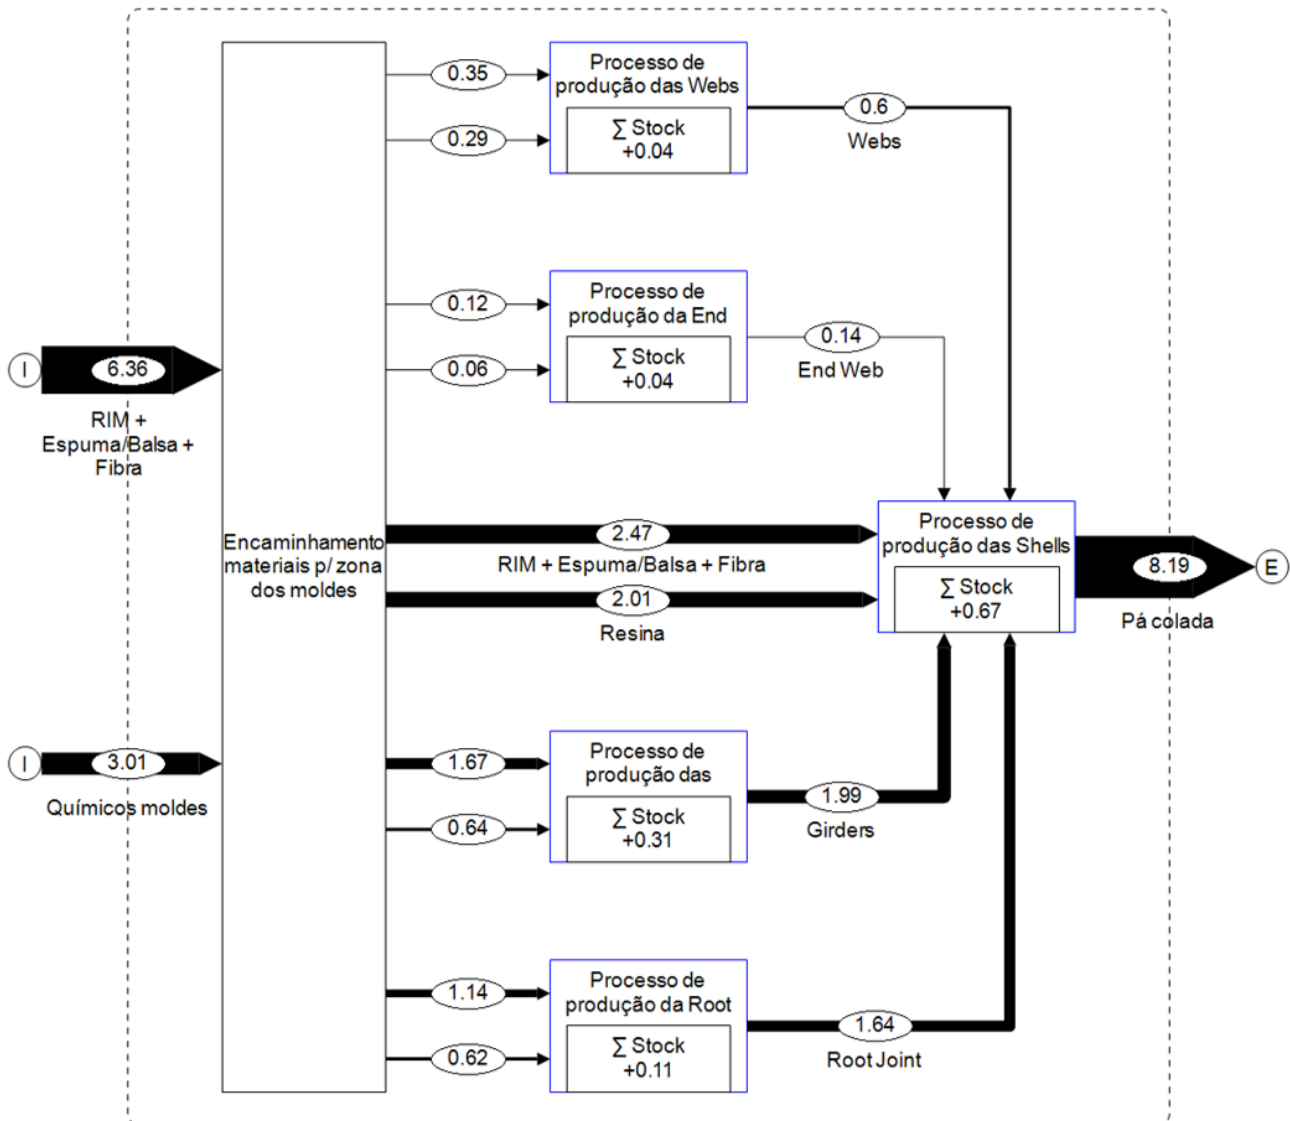 0.35
Processo de
produção das Webs
∑ Stock
+0.04
0.29
0.6
Webs
0.12
Processo de
produção da End
∑ Stock
+0.04
0.06
0.14
End Web
I
6.36
RIM +
Espuma/Balsa +
Fibra
Encaminhamento
materiais p/ zona
dos moldes
2.47
RIM + Espuma/Balsa + Fibra
2.01
Resina
Processo de
produção das Shells
∑ Stock
+0.67
8.19
E
Pá colada
I
3.01
Químicos moldes
1.67
Processo de
produção das
∑ Stock
+0.31
0.64
1.99
Girders
1.14
Processo de
produção da Root
∑ Stock
+0.11
0.62
1.64
Root Joint